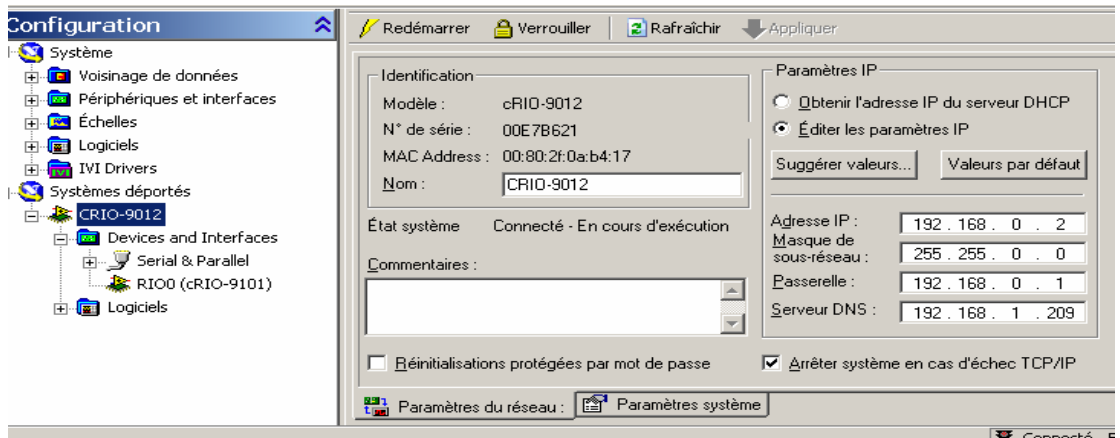 Configuration
Système
Voisinage de données
Périphériques et interfaces
Échelles
Logiciels
IVI Drivers
Systèmes déportés
CRIO-9012
Devices and Interfaces
Serial & Parallel
RIO0 (cRIO-9101)
Logiciels
Redémarrer Verrouiller Rafraîchir Appliquer
Identification
Modèle : cRIO-9012
N° de série : 00E7B621
MAC Address : 00:80:2f:0a:b4:17
Nom : CRIO-9012
État système Connecté - En cours d'exécution
Commentaires :
Réinitialisations protégées par mot de passe
Paramètres IP
Obtenir l'adresse IP du serveur DHCP
Éditer les paramètres IP
Suggérer valeurs... Valeurs par défaut
Adresse IP : 192 . 168 . 0 . 2
Masque de
sous-réseau : 255 . 255 . 0 . 0
Passerelle : 192 . 168 . 0 . 1
Serveur DNS : 192 . 168 . 1 . 209
Arrêter système en cas d'échec TCP/IP
Paramètres du réseau : Paramètres système
Connecté